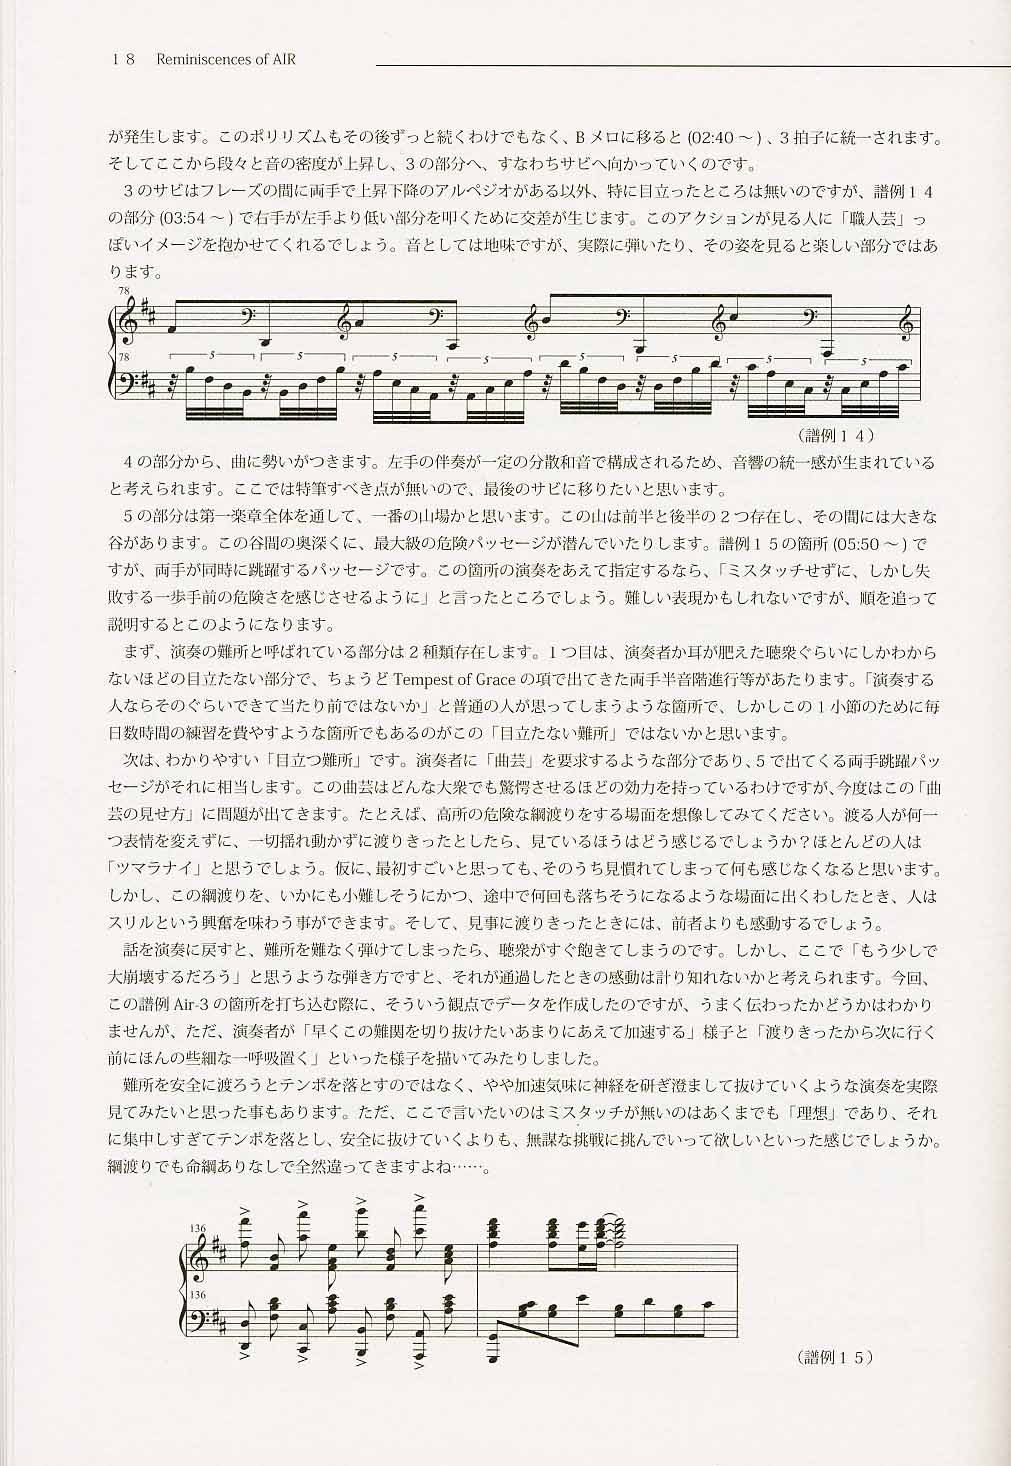 １８　Reminiscences of AIR
が発生します。このポリリズムもその後ずっと続くわけでもなく、B メロに移ると (02:40 ～ ) 、３拍子に統一されます。
そしてここから段々と音の密度が上昇し、３の部分へ、すなわちサビへ向かっていくのです。
３のサビはフレーズの間に両手で上昇下降のアルペジオがある以外、特に目立ったところは無いのですが、譜例１４
の部分 (03:54 ～ ) で右手が左手より低い部分を叩くために交差が生じます。このアクションが見る人に「職人芸」っ
ぽいイメージを抱かせてくれるでしょう。音としては地味ですが、実際に弾いたり、その姿を見ると楽しい部分ではあ
ります。
78
78
5 5 5 5 5 5 5 5
（譜例１４）
４の部分から、曲に勢いがつきます。左手の伴奏が一定の分散和音で構成されるため、音響の統一感が生まれている
と考えられます。ここでは特筆すべき点が無いので、最後のサビに移りたいと思います。
５の部分は第一楽章全体を通して、一番の山場かと思います。この山は前半と後半の２つ存在し、その間には大きな
谷があります。この谷間の奥深くに、最大級の危険パッセージが潜んでいたりします。譜例１５の箇所 (05:50 ～ ) で
すが、両手が同時に跳躍するパッセージです。この箇所の演奏をあえて指定するなら、「ミスタッチせずに、しかし失
敗する一歩手前の危険さを感じさせるように」と言ったところでしょう。難しい表現かもしれないですが、順を追って
説明するとこのようになります。
まず、演奏の難所と呼ばれている部分は２種類存在します。１つ目は、演奏者か耳が肥えた聴衆ぐらいにしかわから
ないほどの目立たない部分で、ちょうど Tempest of Grace の項で出てきた両手半音階進行等があたります。「演奏する
人ならそのぐらいできて当たり前ではないか」と普通の人が思ってしまうような箇所で、しかしこの１小節のために毎
日数時間の練習を費やすような箇所でもあるのがこの「目立たない難所」ではないかと思います。
次は、わかりやすい「目立つ難所」です。演奏者に「曲芸」を要求するような部分であり、５で出てくる両手跳躍パッ
セージがそれに相当します。この曲芸はどんな大衆でも驚愕させるほどの効力を持っているわけですが、今度はこの「曲
芸の見せ方」に問題が出てきます。たとえば、高所の危険な綱渡りをする場面を想像してみてください。渡る人が何一
つ表情を変えずに、一切揺れ動かずに渡りきったとしたら、見ているほうはどう感じるでしょうか？ほとんどの人は
「ツマラナイ」と思うでしょう。仮に、最初すごいと思っても、そのうち見慣れてしまって何も感じなくなると思います。
しかし、この綱渡りを、いかにも小難しそうにかつ、途中で何回も落ちそうになるような場面に出くわしたとき、人は
スリルという興奮を味わう事ができます。そして、見事に渡りきったときには、前者よりも感動するでしょう。
話を演奏に戻すと、難所を難なく弾けてしまったら、聴衆がすぐ飽きてしまうのです。しかし、ここで「もう少しで
大崩壊するだろう」と思うような弾き方ですと、それが通過したときの感動は計り知れないかと考えられます。今回、
この譜例 Air-3 の箇所を打ち込む際に、そういう観点でデータを作成したのですが、うまく伝わったかどうかはわかり
ませんが、ただ、演奏者が「早くこの難関を切り抜けたいあまりにあえて加速する」様子と「渡りきったから次に行く
前にほんの些細な一呼吸置く」といった様子を描いてみたりしました。
難所を安全に渡ろうとテンポを落とすのではなく、やや加速気味に神経を研ぎ澄まして抜けていくような演奏を実際
見てみたいと思った事もあります。ただ、ここで言いたいのはミスタッチが無いのはあくまでも「理想」であり、それ
に集中しすぎてテンポを落とし、安全に抜けていくよりも、無謀な挑戦に挑んでいって欲しいといった感じでしょうか。
綱渡りでも命綱ありなしで全然違ってきますよね……。
136
136
（譜例１５）